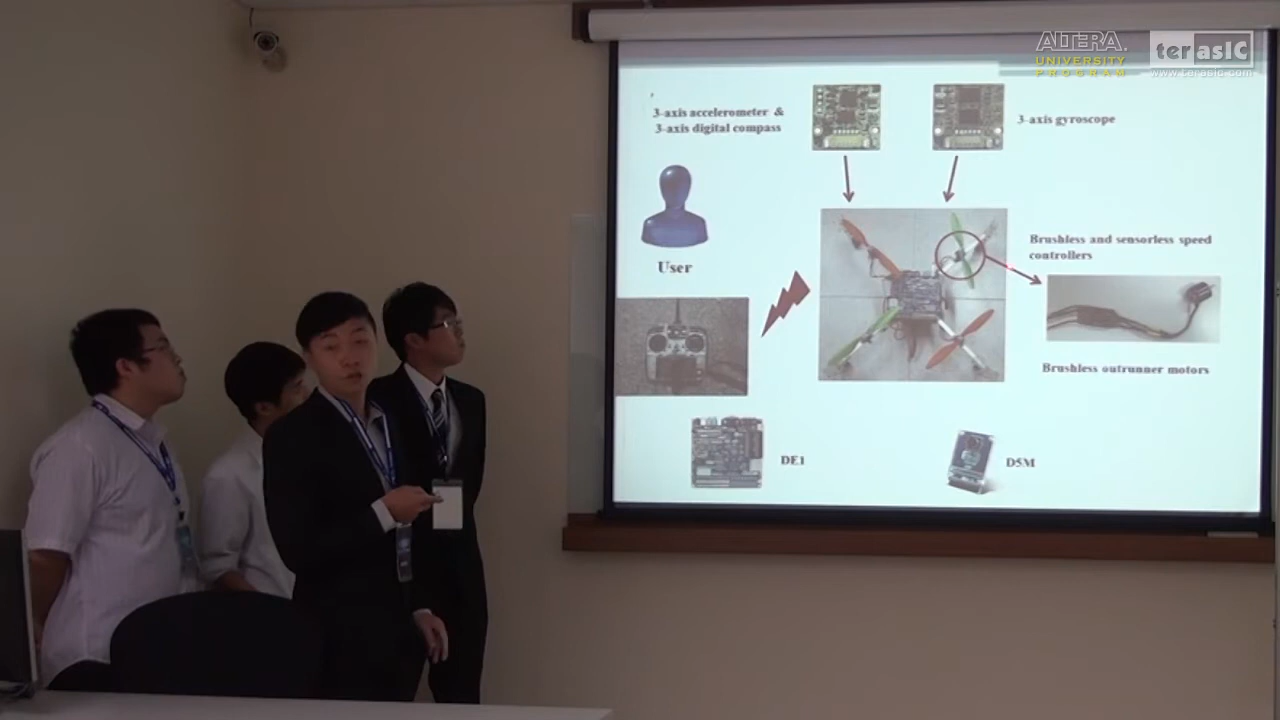 ALTERA.
UNIVERSITY
PROGRAM
terasIC
www.terasic.com
3-axis accelerometer &
3-axis digital compass
3-axis gyroscope
User
Brushless and sensorless speed
controllers
Brushless outrunner motors
DE1
D5M